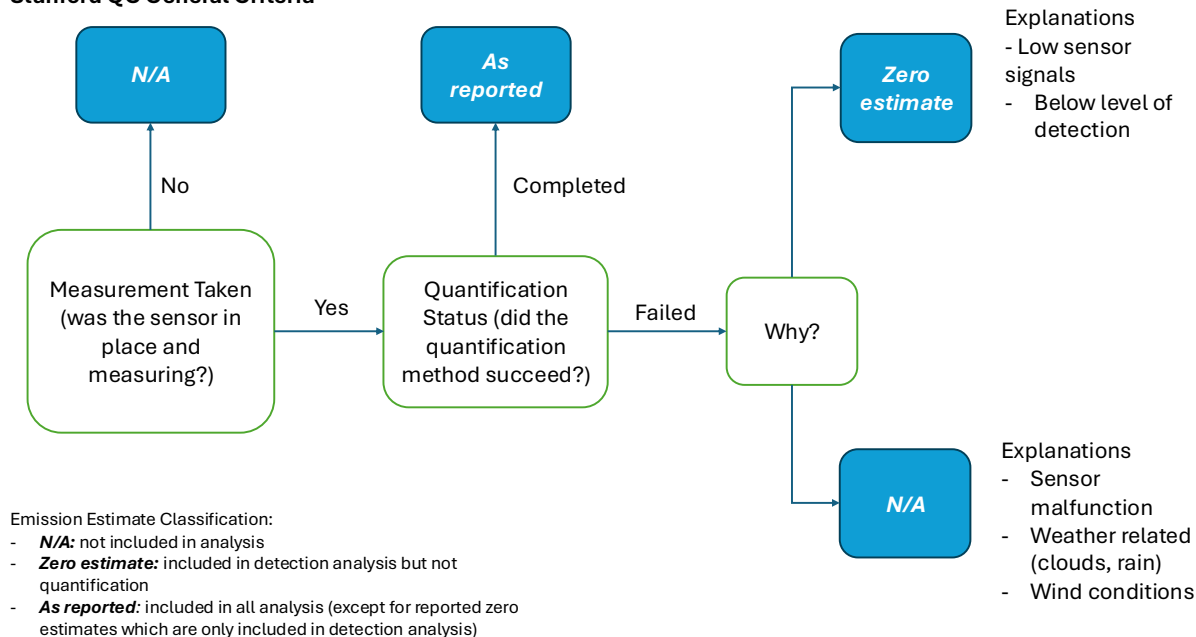 Stanford QC General Criteria
N/A
As
reported
Zero
estimate
Explanations
- Low sensor
signals
- Below level of
detection
No
Completed
Measurement Taken
(was the sensor in
place and
measuring?)
Yes
Quantification
Status (did the
quantification
method succeed?)
Failed
Why?
N/A
Explanations
- Sensor
malfunction
- Weather related
(clouds, rain)
- Wind conditions
Emission Estimate Classification:
- N/A: not included in analysis
- Zero estimate: included in detection analysis but not
quantification
- As reported: included in all analysis (except for reported zero
estimates which are only included in detection analysis)